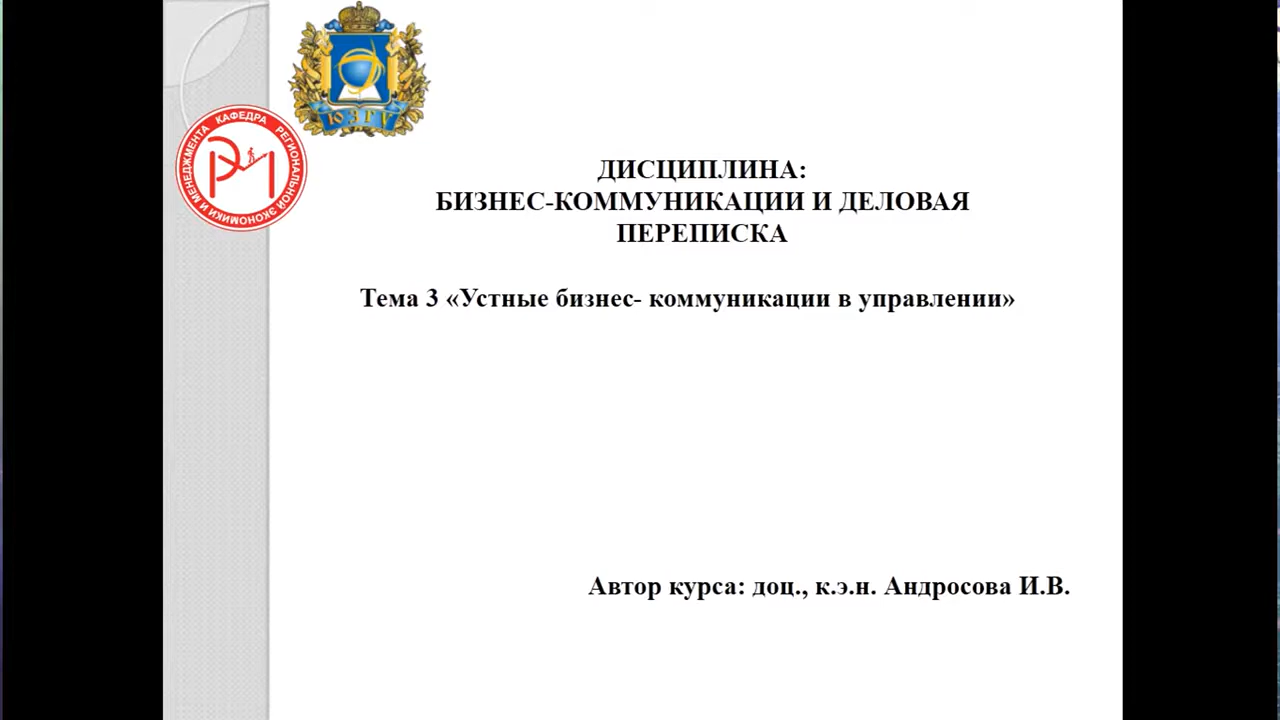 ЮЗГУ
КАФЕДРА РЕГИОНАЛЬНОЙ ЭКОНОМИКИ И МЕНЕДЖМЕНТА
РМ
ДИСЦИПЛИНА:
БИЗНЕС-КОММУНИКАЦИИ И ДЕЛОВАЯ
ПЕРЕПИСКА
Тема 3 «Устные бизнес- коммуникации в управлении»
Автор курса: доц., к.э.н. Андросова И.В.